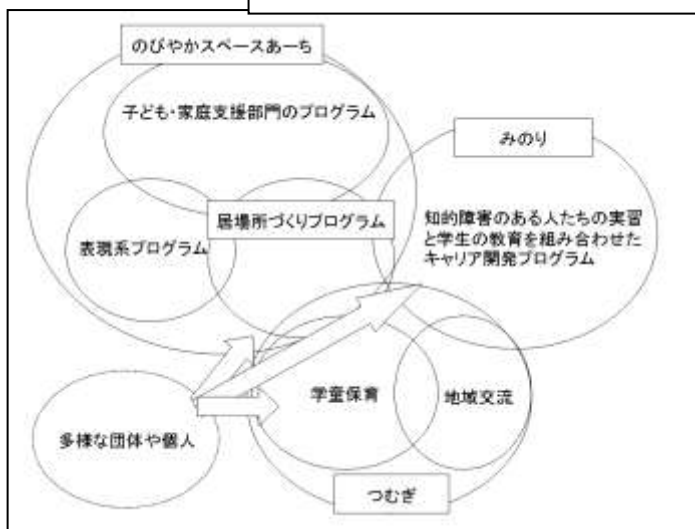 のびやかスペースあーち
子ども・家庭支援部門のプログラム
みのり
居場所づくりプログラム
表現系プログラム
知的障害のある人たちの実習
と学生の教育を組み合わせた
キャリア開発プログラム
学童保育
地域交流
多様な団体や個人
つむぎ